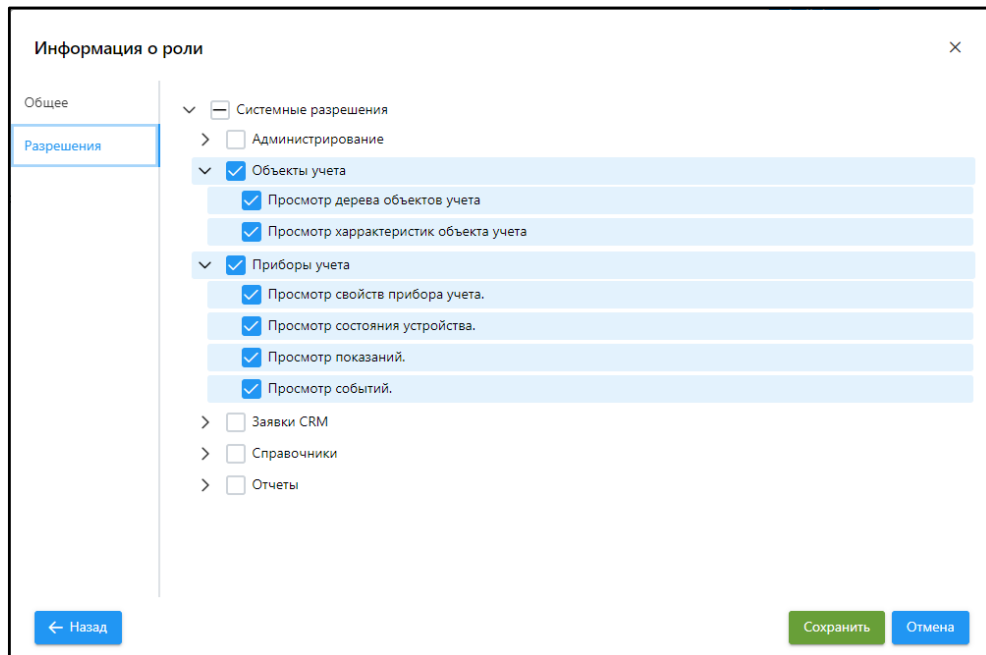 Информация о роли
Общее
Разрешения
Системные разрешения
Администрирование
Объекты учета
Просмотр дерева объектов учета
Просмотр харрактеристик объекта учета
Приборы учета
Просмотр свойств прибора учета.
Просмотр состояния устройства.
Просмотр показаний.
Просмотр событий.
Заявки CRM
Справочники
Отчеты
Назад
Сохранить
Отмена